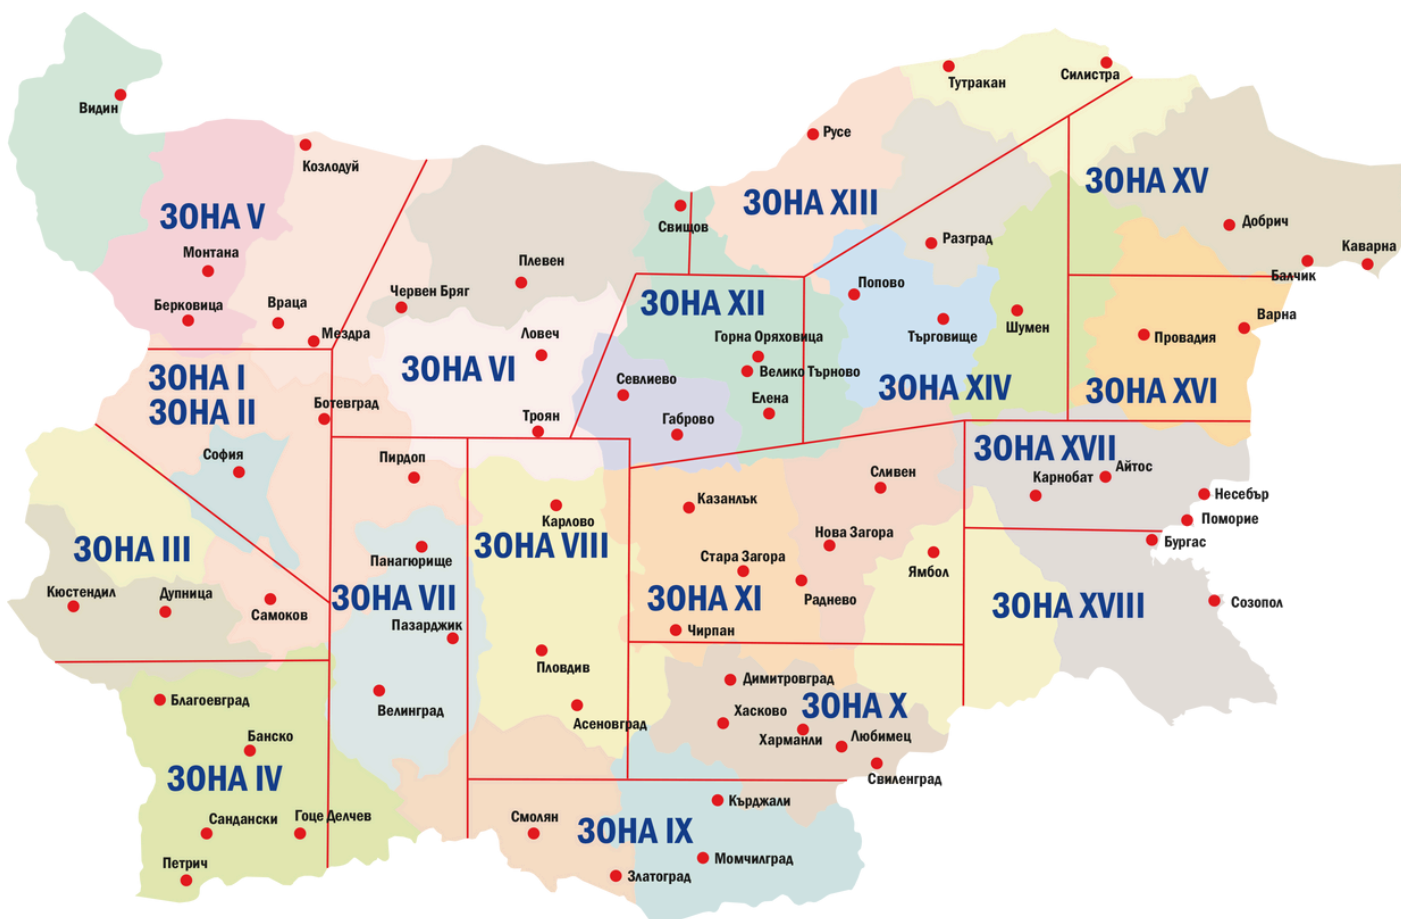 Видин
Козлодуй
ЗОНА V
Монтана
Берковица
Враца
Мездра
Червен Бряг
Плевен
Ловеч
ЗОНА VI
Троян
Свищов
ЗОНА XII
Горна Оряховица
Велико Търново
Севлиево
Елена
Габрово
Русе
ЗОНА XIII
Тутракан
Силистра
Разград
Попово
Търговище
Шумен
ЗОНА XIV
ЗОНА XV
Добрич
Каварна
Балчик
Варна
Провадия
ЗОНА XVI
ЗОНА I
ЗОНА II
Ботевград
София
ЗОНА III
Кюстендил
Дупница
Самоков
Пирдоп
Панагюрище
ЗОНА VII
Пазарджик
Велинград
Карлово
ЗОНА VIII
Пловдив
Асеновград
Казанлък
Сливен
Нова Загора
Стара Загора
ЗОНА XI
Раднево
Ямбол
Чирпан
ЗОНА XVII
Айтос
Карнобат
Несебър
Поморие
Бургас
ЗОНА XVIII
Созопол
Димитровград
Хасково
ЗОНА X
Харманли
Любимец
Свиленград
Благоевград
Банско
ЗОНА IV
Сандански
Гоце Делчев
Петрич
Смолян
ЗОНА IX
Кърджали
Момчилград
Златоград